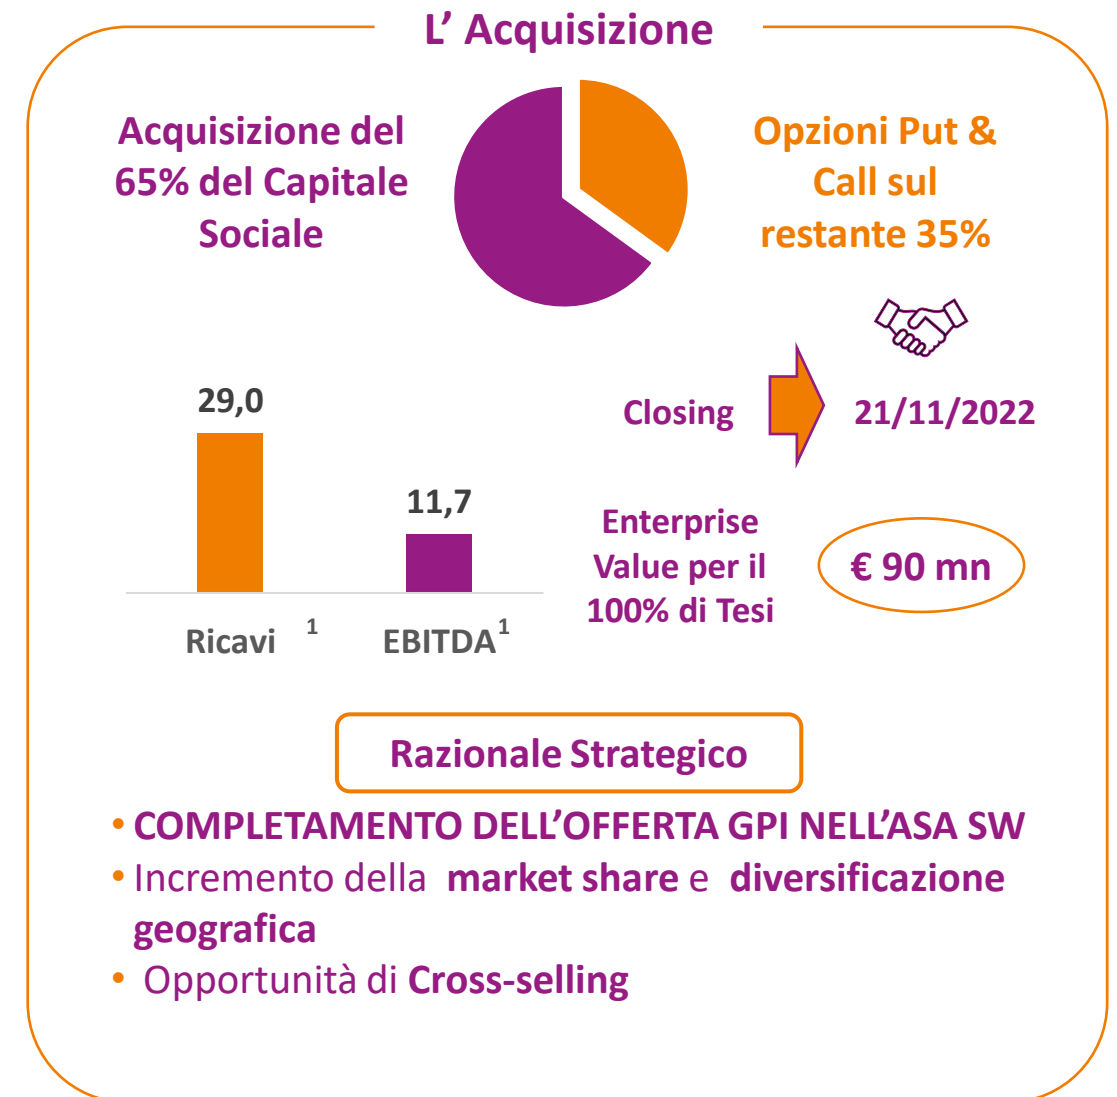 L’ Acquisizione
Acquisizione del
65% del Capitale
Sociale
Opzioni Put &
Call sul
restante 35%
29,0
11,7
Ricavi 1
EBITDA1
Closing
21/11/2022
Enterprise
Value per il
100% di Tesi
€ 90 mn
Razionale Strategico
• COMPLETAMENTO DELL’OFFERTA GPI NELL’ASA SW
• Incremento della market share e diversificazione
geografica
• Opportunità di Cross-selling